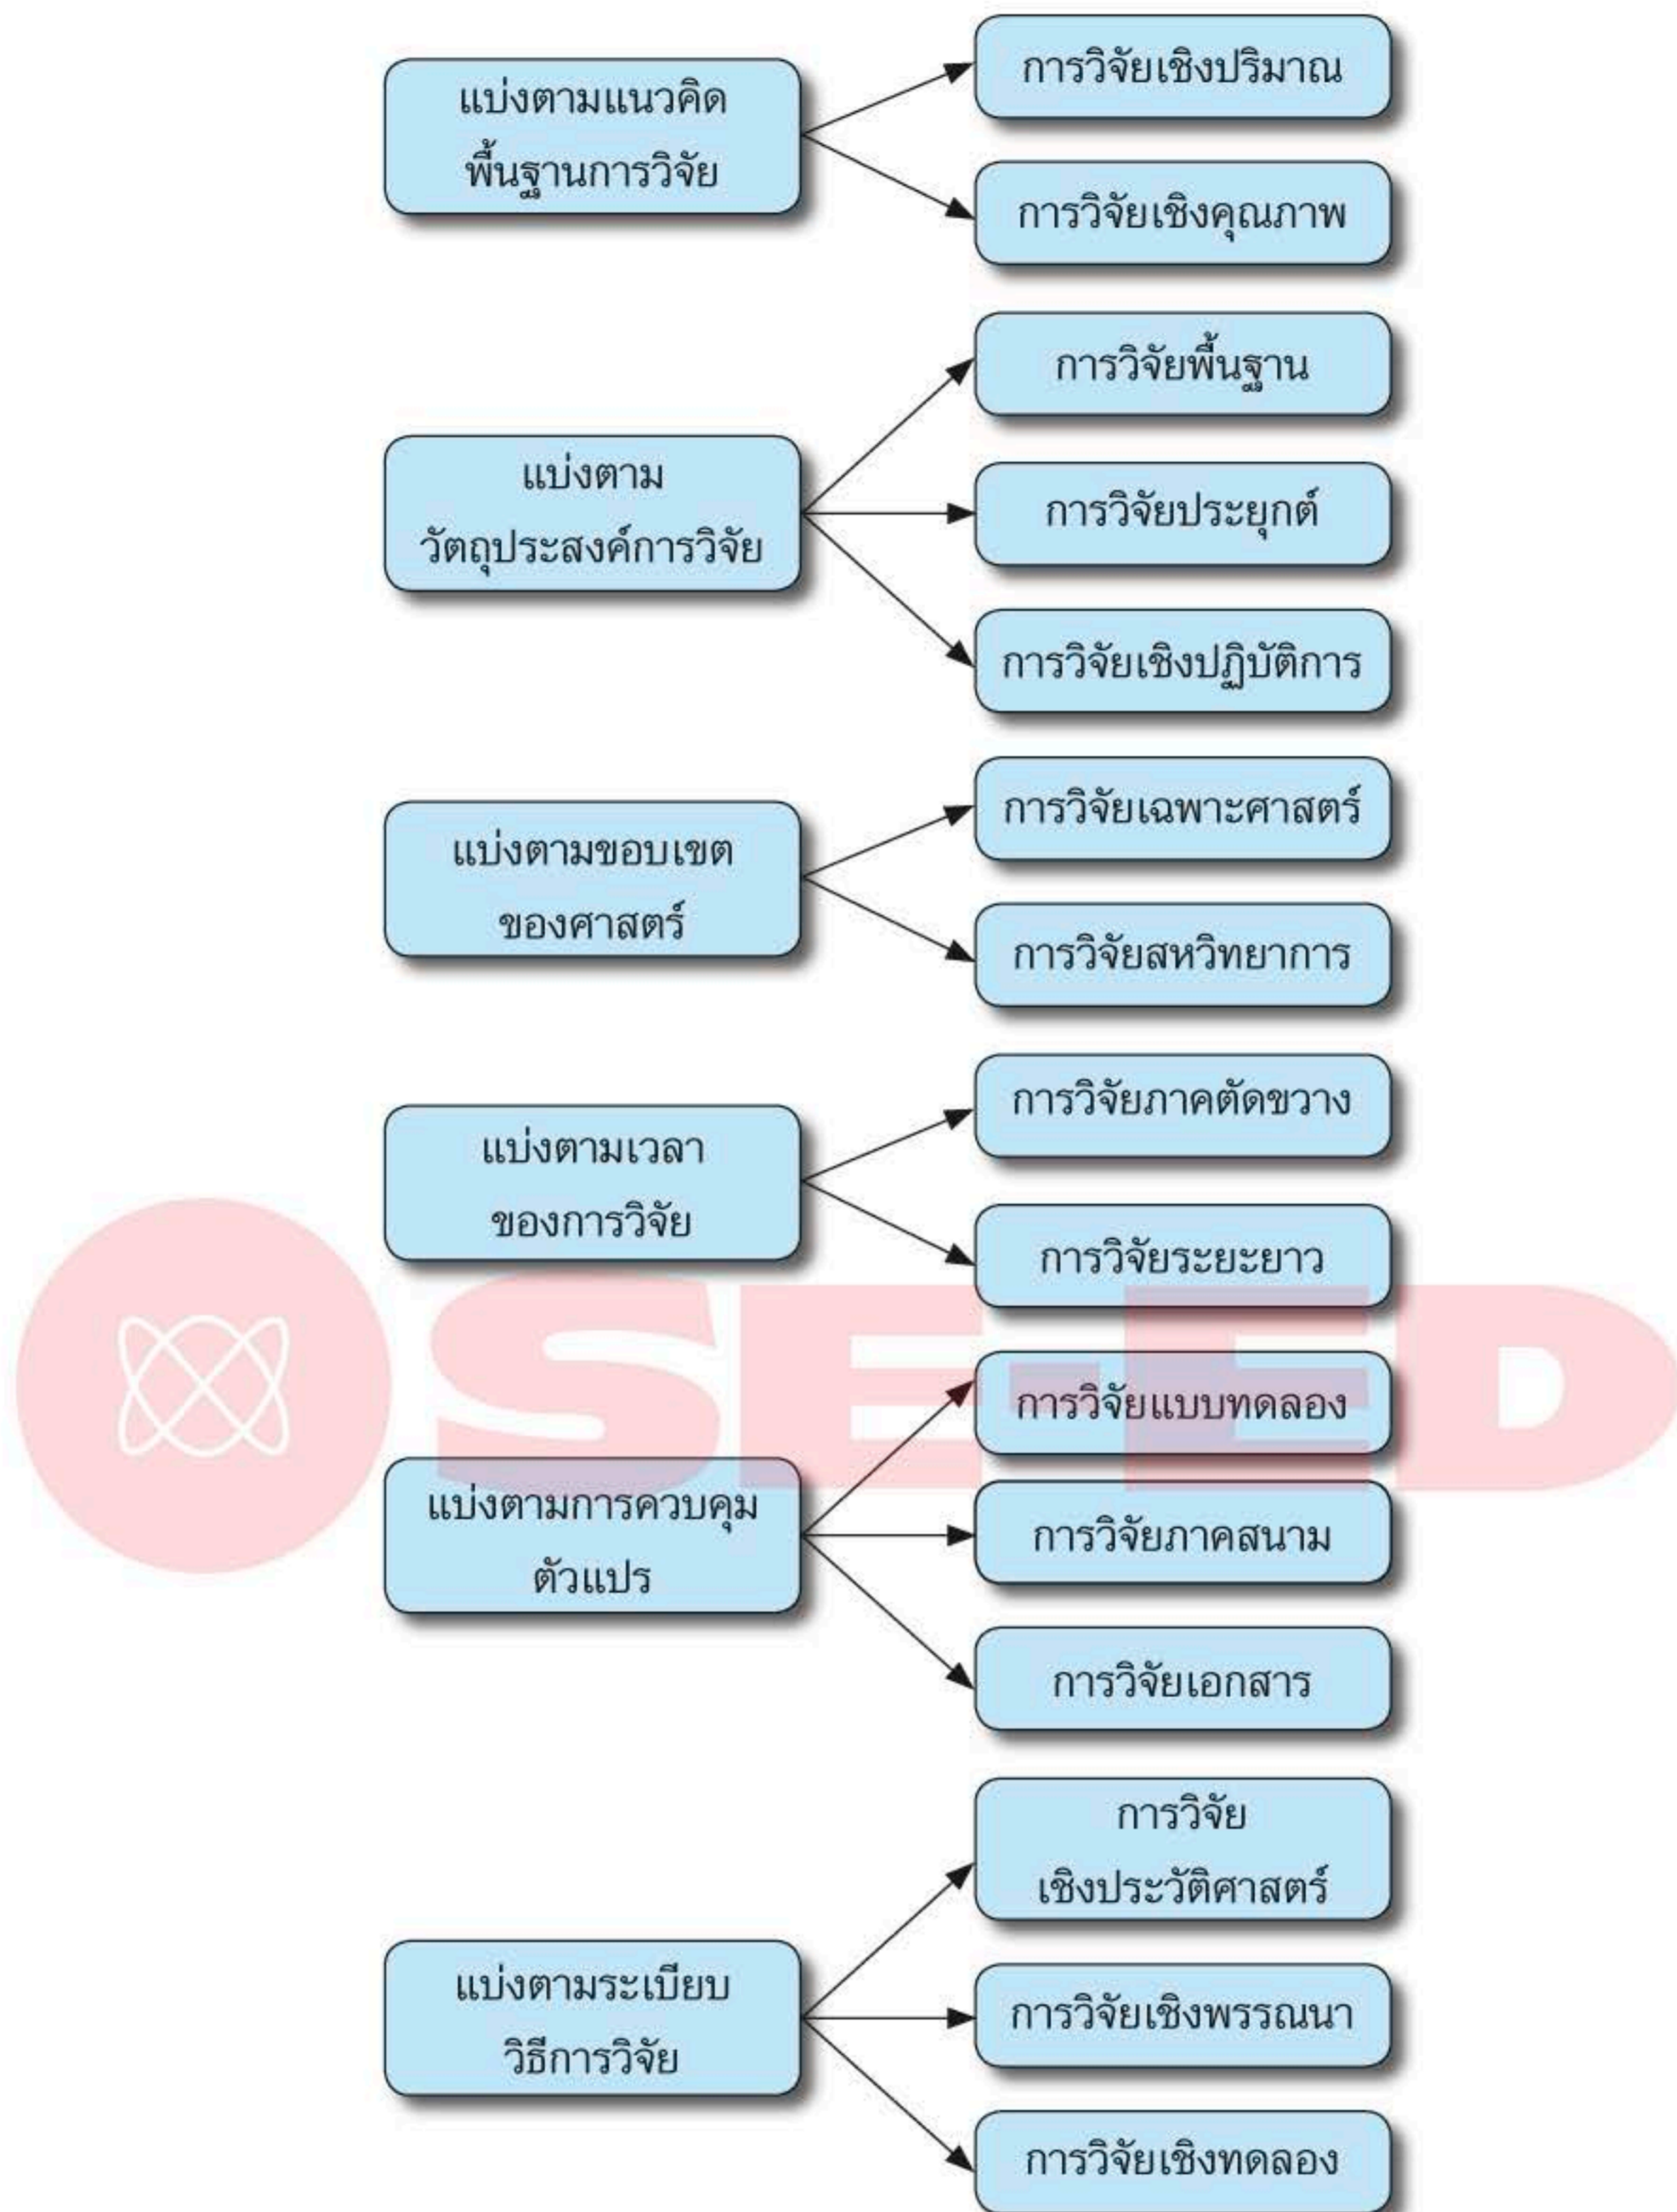 แบ่งตามแนวคิด
พื้นฐานการวิจัย
การวิจัยเชิงปริมาณ
การวิจัยเชิงคุณภาพ
แบ่งตาม
วัตถุประสงค์การวิจัย
การวิจัยพื้นฐาน
การวิจัยประยุกต์
การวิจัยเชิงปฏิบัติการ
แบ่งตามขอบเขต
ของศาสตร์
การวิจัยเฉพาะศาสตร์
การวิจัยสหวิทยาการ
แบ่งตามเวลา
ของการวิจัย
การวิจัยภาคตัดขวาง
การวิจัยระยะยาว
SE-ED
แบ่งตามการควบคุม
ตัวแปร
การวิจัยแบบทดลอง
การวิจัยภาคสนาม
การวิจัยเอกสาร
แบ่งตามระเบียบ
วิธีการวิจัย
การวิจัย
เชิงประวัติศาสตร์
การวิจัยเชิงพรรณนา
การวิจัยเชิงทดลอง